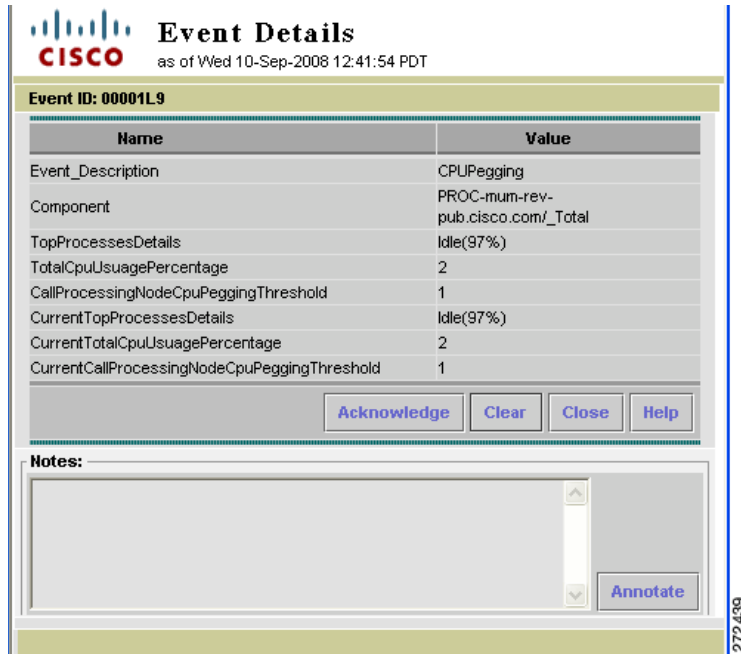 CISCO
Event Details
as of Wed 10-Sep-2008 12:41:54 PDT
Event ID: 00001L9
Name Value
Event_Description CPUPegging
Component PROC-mum-rev-
pub.cisco.com/_Total
TopProcessesDetails Idle(97%)
TotalCpuUsuagePercentage 2
CallProcessingNodeCpuPeggingThreshold 1
CurrentTopProcessesDetails Idle(97%)
CurrentTotalCpuUsuagePercentage 2
CurrentCallProcessingNodeCpuPeggingThreshold 1
Acknowledge Clear Close Help
Notes:
Annotate
272439